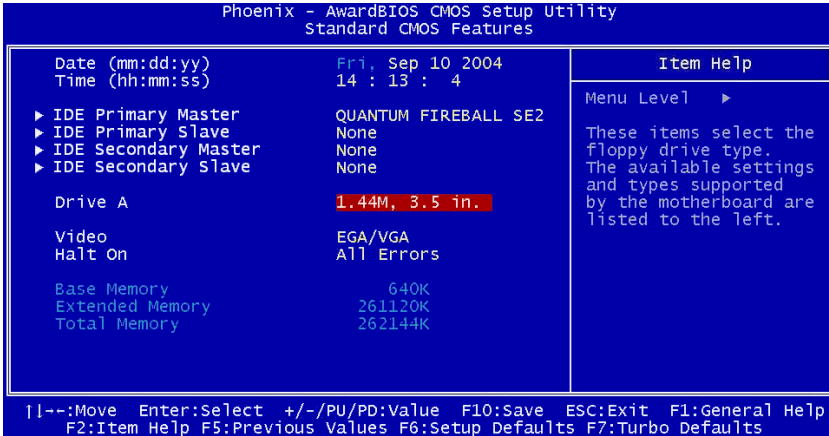 Phoenix - AwardBIOS CMOS Setup Utility
Standard CMOS Features
Date (mm:dd:yy) Fri, Sep 10 2004
Time (hh:mm:ss) 14 : 13 : 4
▶ IDE Primary Master QUANTUM FIREBALL SE2
▶ IDE Primary Slave None
▶ IDE Secondary Master None
▶ IDE Secondary Slave None
Drive A 1.44M, 3.5 in.
Video EGA/VGA
Halt On All Errors
Base Memory 640K
Extended Memory 261120K
Total Memory 262144K
Item Help
Menu Level ▶
These items select the
floppy drive type.
The available settings
and types supported
by the motherboard are
listed to the left.
↑↓→←:Move Enter:Select +/-/PU/PD:Value F10:Save ESC:Exit F1:General Help
F2:Item Help F5:Previous Values F6:Setup Defaults F7:Turbo Defaults